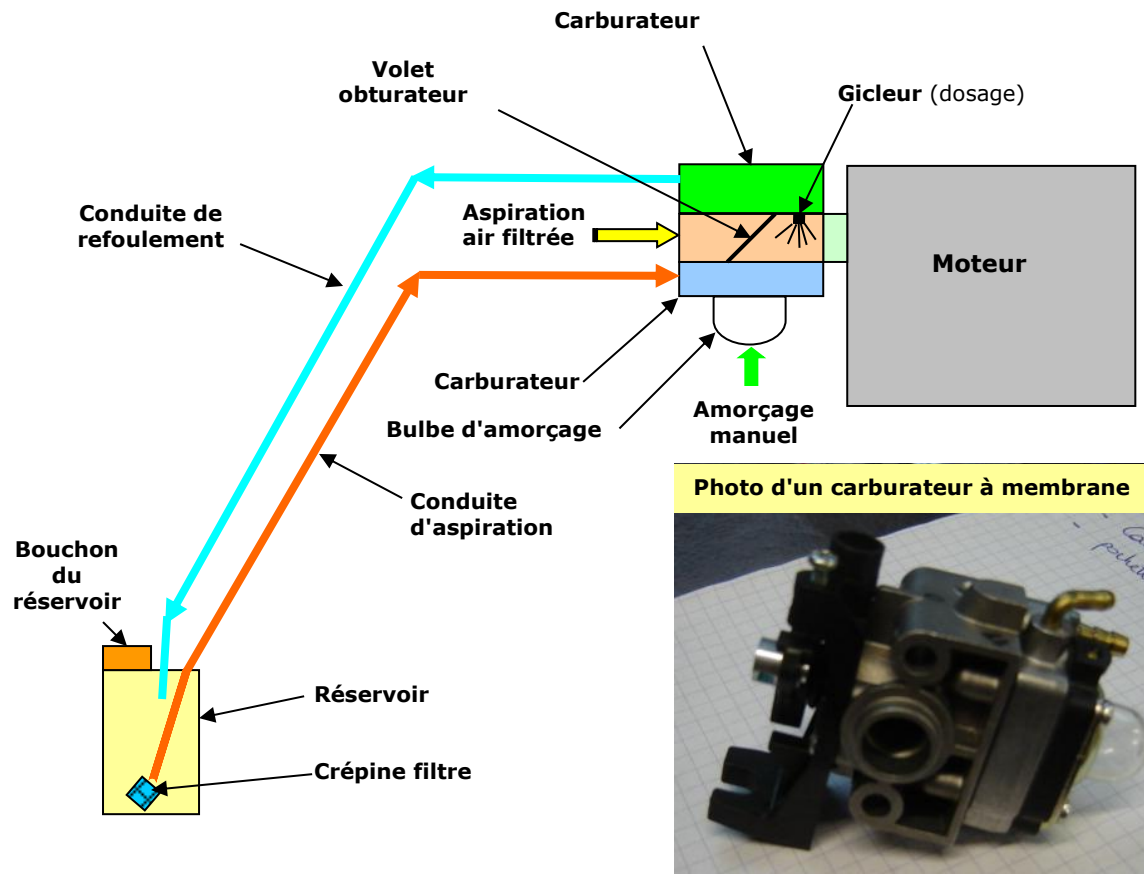 Carburateur
Volet
obturateur
Gicleur (dosage)
Conduite de
refoulement
Aspiration
air filtrée
Moteur
Carburateur
Bulbe d'amorçage
Amorçage
manuel
Conduite
d'aspiration
Photo d'un carburateur à membrane
Bouchon
du
réservoir
Réservoir
Crépine filtre